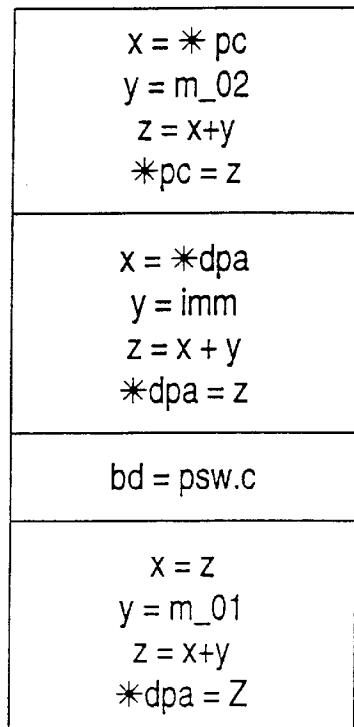 x = * pc
y = m_02
z = x+y
*pc = z
x = *dpa
y = imm
z = x + y
*dpa = z
bd = psw.c
x = z
y = m_01
z = x+y
*dpa = Z